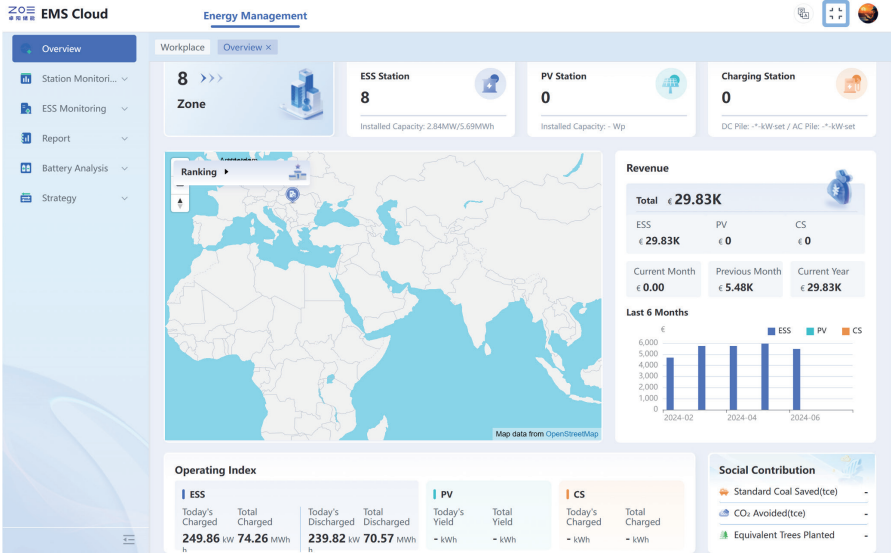 ZOE EMS Cloud
卓阳储能
Energy Management
Overview
Station Monitori...
ESS Monitoring
Report
Battery Analysis
Strategy
Workplace Overview ×
8
Zone
ESS Station
8
Installed Capacity: 2.84MW/5.69MWh
PV Station
0
Installed Capacity: - Wp
Charging Station
0
DC Pile: -*-kW·set / AC Pile: -*-kW·set
Ranking
Map data from OpenStreetMap
Revenue
Total € 29.83K
ESS PV CS
€ 29.83K € 0 € 0
Current Month Previous Month Current Year
€ 0.00 € 5.48K € 29.83K
Last 6 Months
€ ESS PV CS
6,000
5,000
4,000
3,000
2,000
1,000
0
2024-02 2024-04 2024-06
Operating Index
ESS
Today's Charged
Total Charged
Today's Discharged
Total Discharged
249.86 kWh
74.26 MWh
239.82 kWh
70.57 MWh
PV
Today's Yield
Total Yield
- kWh
- kWh
CS
Today's Charged
Total Charged
- kWh
- kWh
Social Contribution
Standard Coal Saved(tce) -
CO₂ Avoided(tce) -
Equivalent Trees Planted -